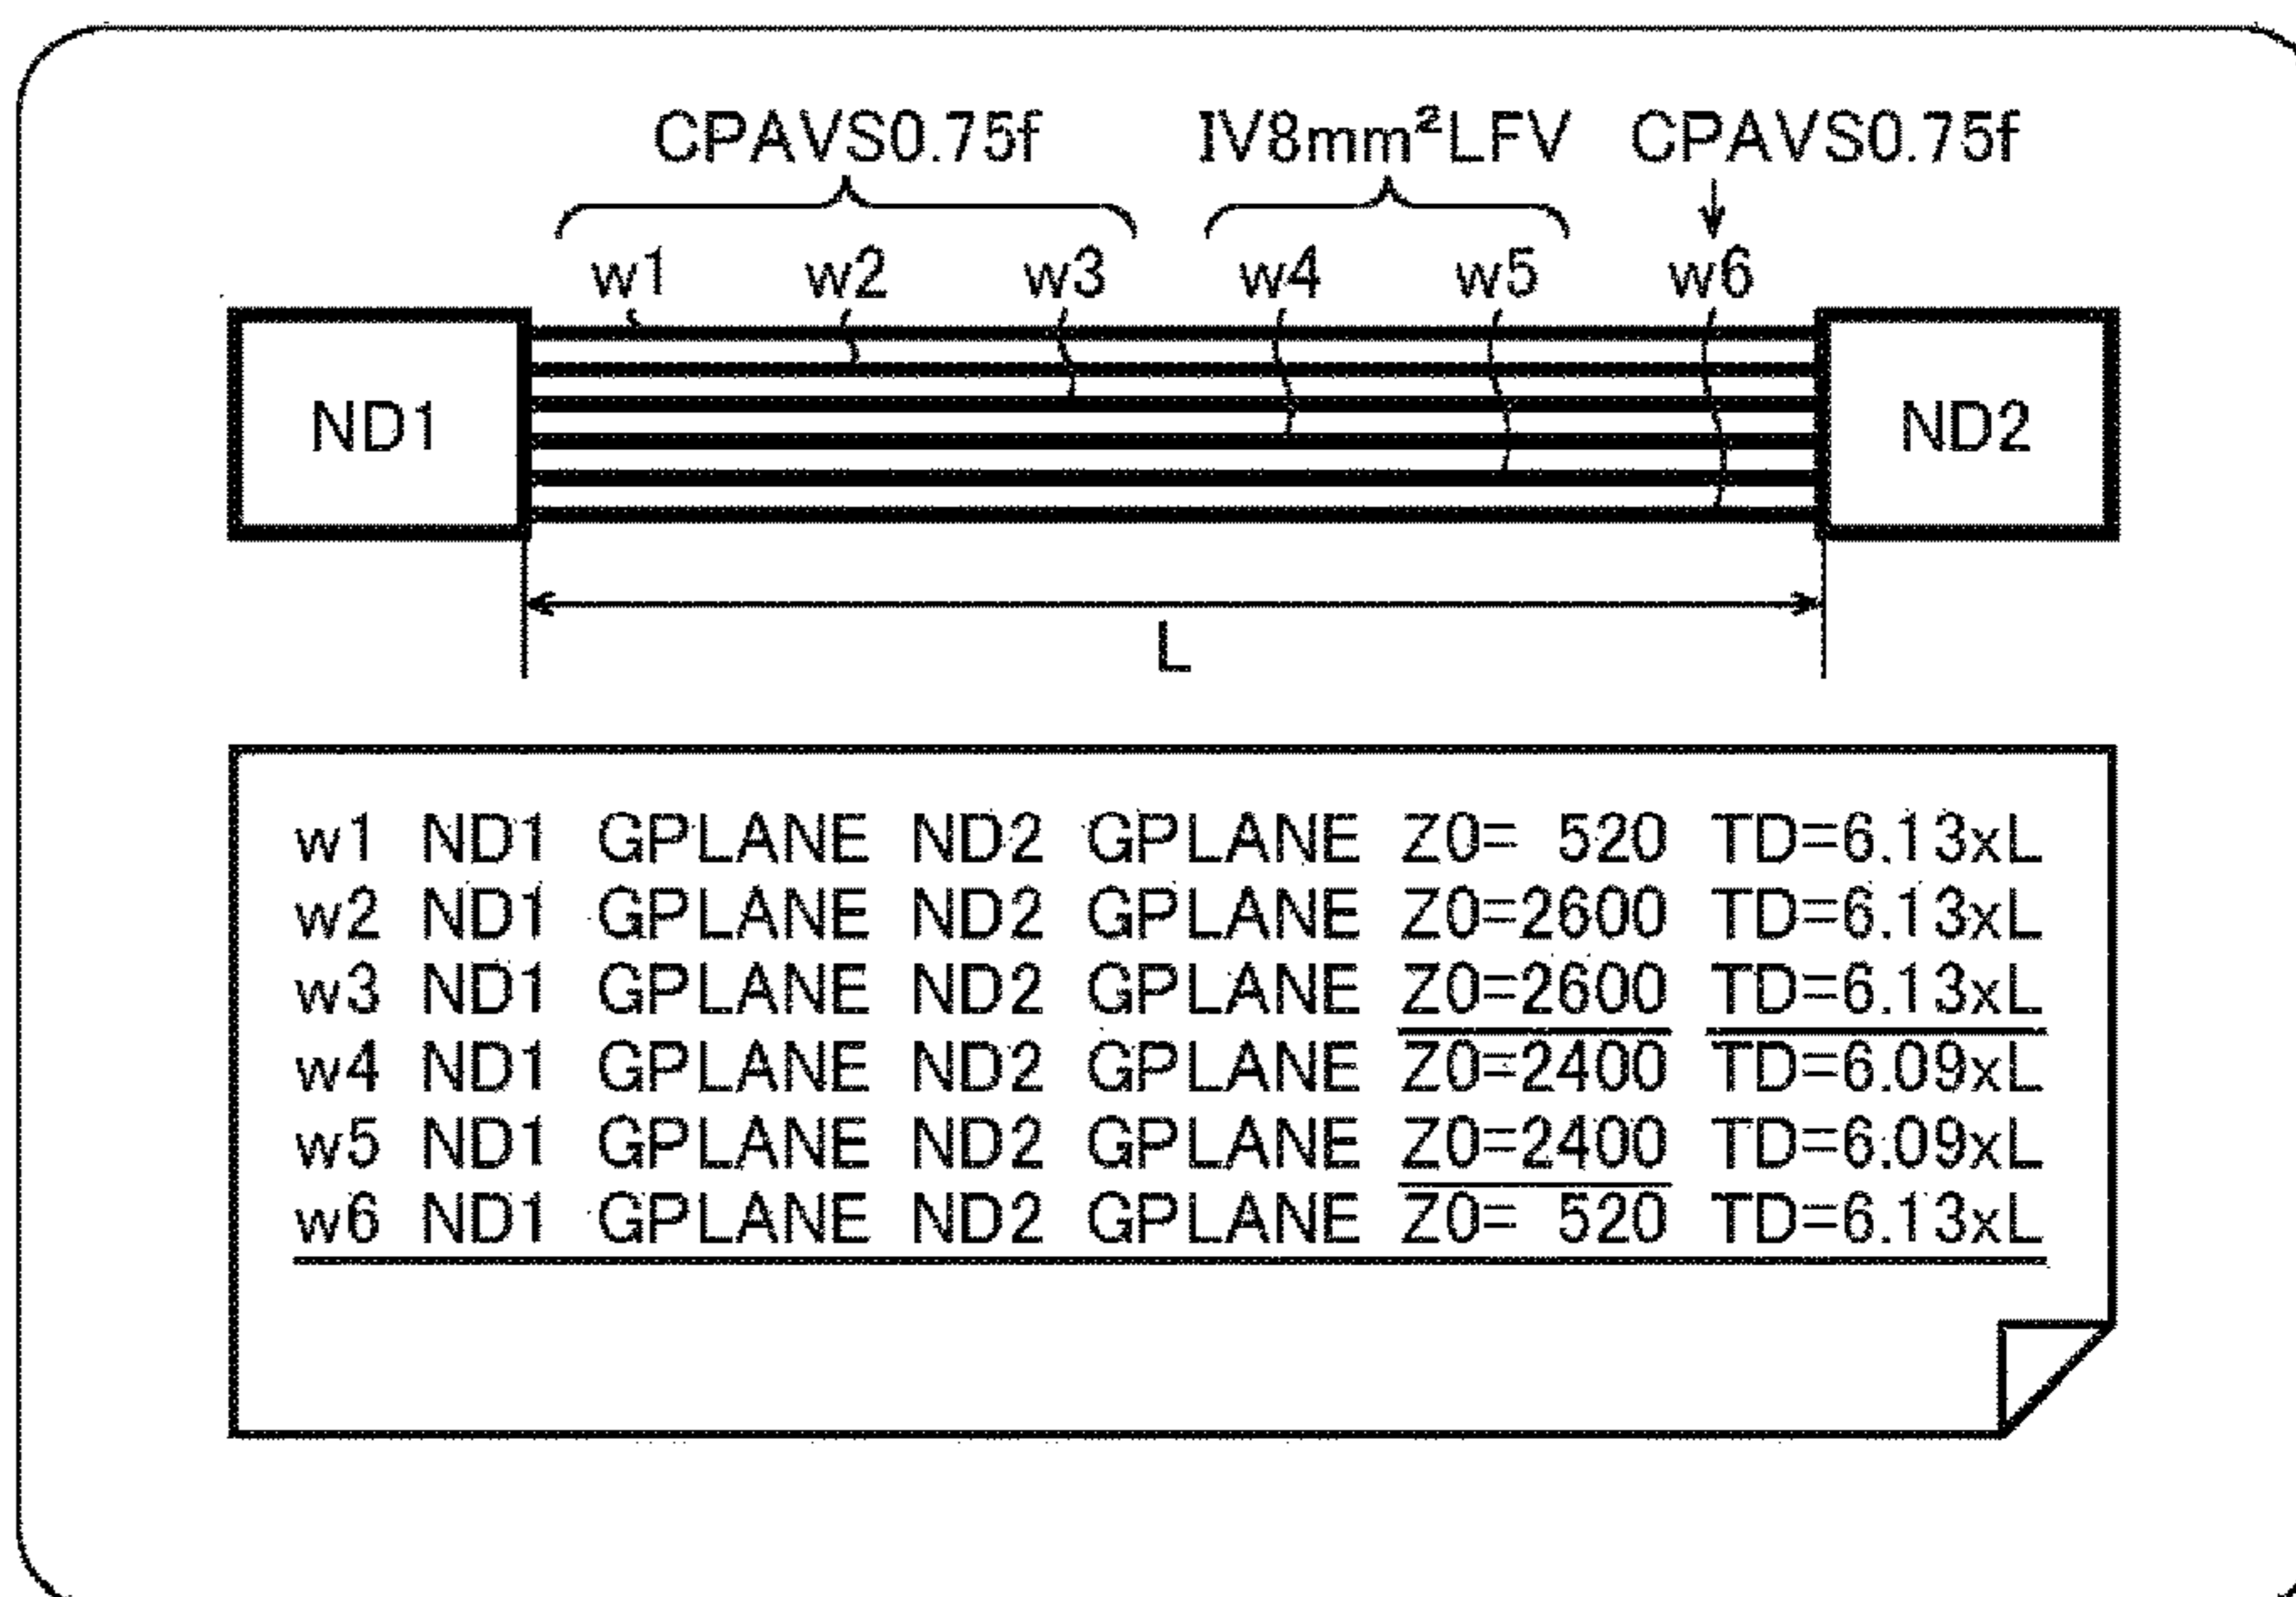 CPAVS0.75f IV8mm²LFV CPAVS0.75f
w1 w2 w3 w4 w5 w6
ND1 ND2
L
w1 ND1 GPLANE ND2 GPLANE Z0= 520 TD=6.13xL
w2 ND1 GPLANE ND2 GPLANE Z0=2600 TD=6.13xL
w3 ND1 GPLANE ND2 GPLANE Z0=2600 TD=6.13xL
w4 ND1 GPLANE ND2 GPLANE Z0=2400 TD=6.09xL
w5 ND1 GPLANE ND2 GPLANE Z0=2400 TD=6.09xL
w6 ND1 GPLANE ND2 GPLANE Z0= 520 TD=6.13xL